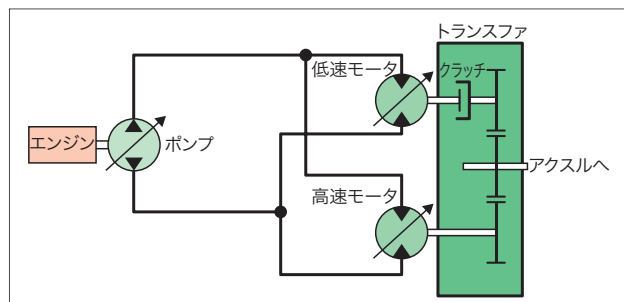 トランスファ
低速モータ
クラッチ
エンジン
ポンプ
アクスルへ
高速モータ